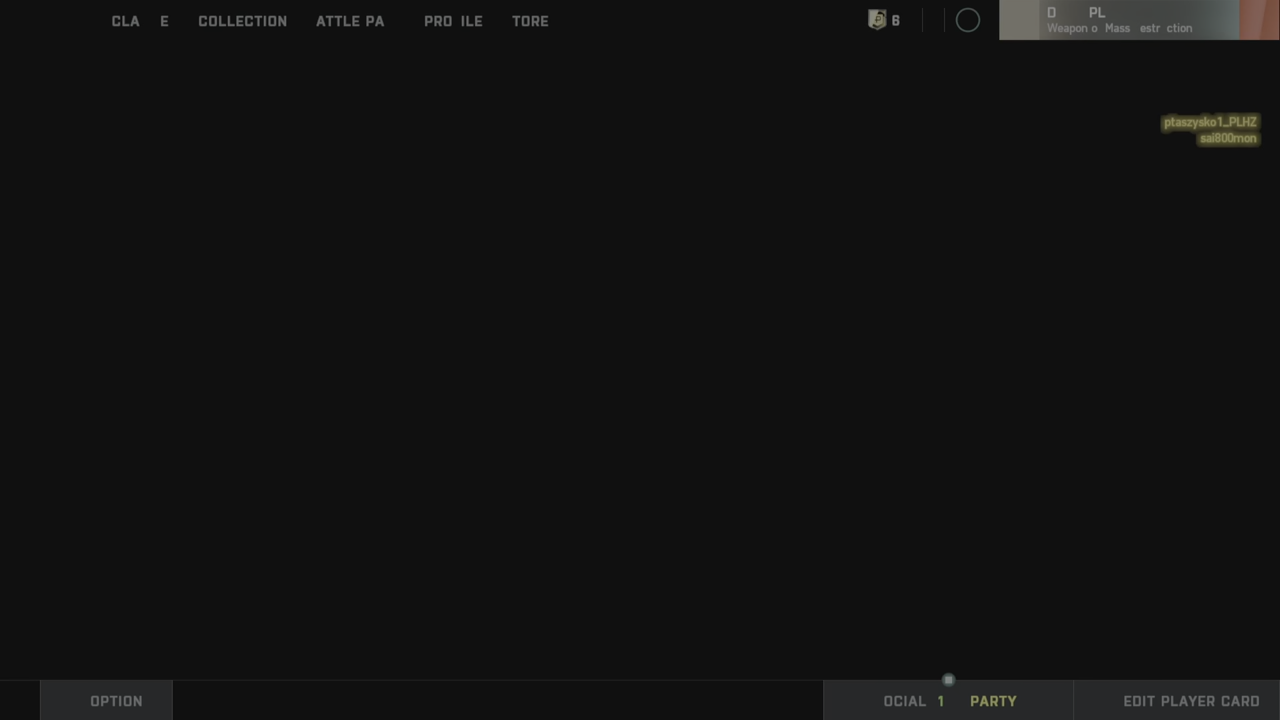 CLA E COLLECTION ATTLE PA PRO ILE TORE B
D PL
Weapon o Mass estr ction
ptaszysko1_PLHZ
sai800mon
OPTION OCIAL 1 PARTY EDIT PLAYER CARD